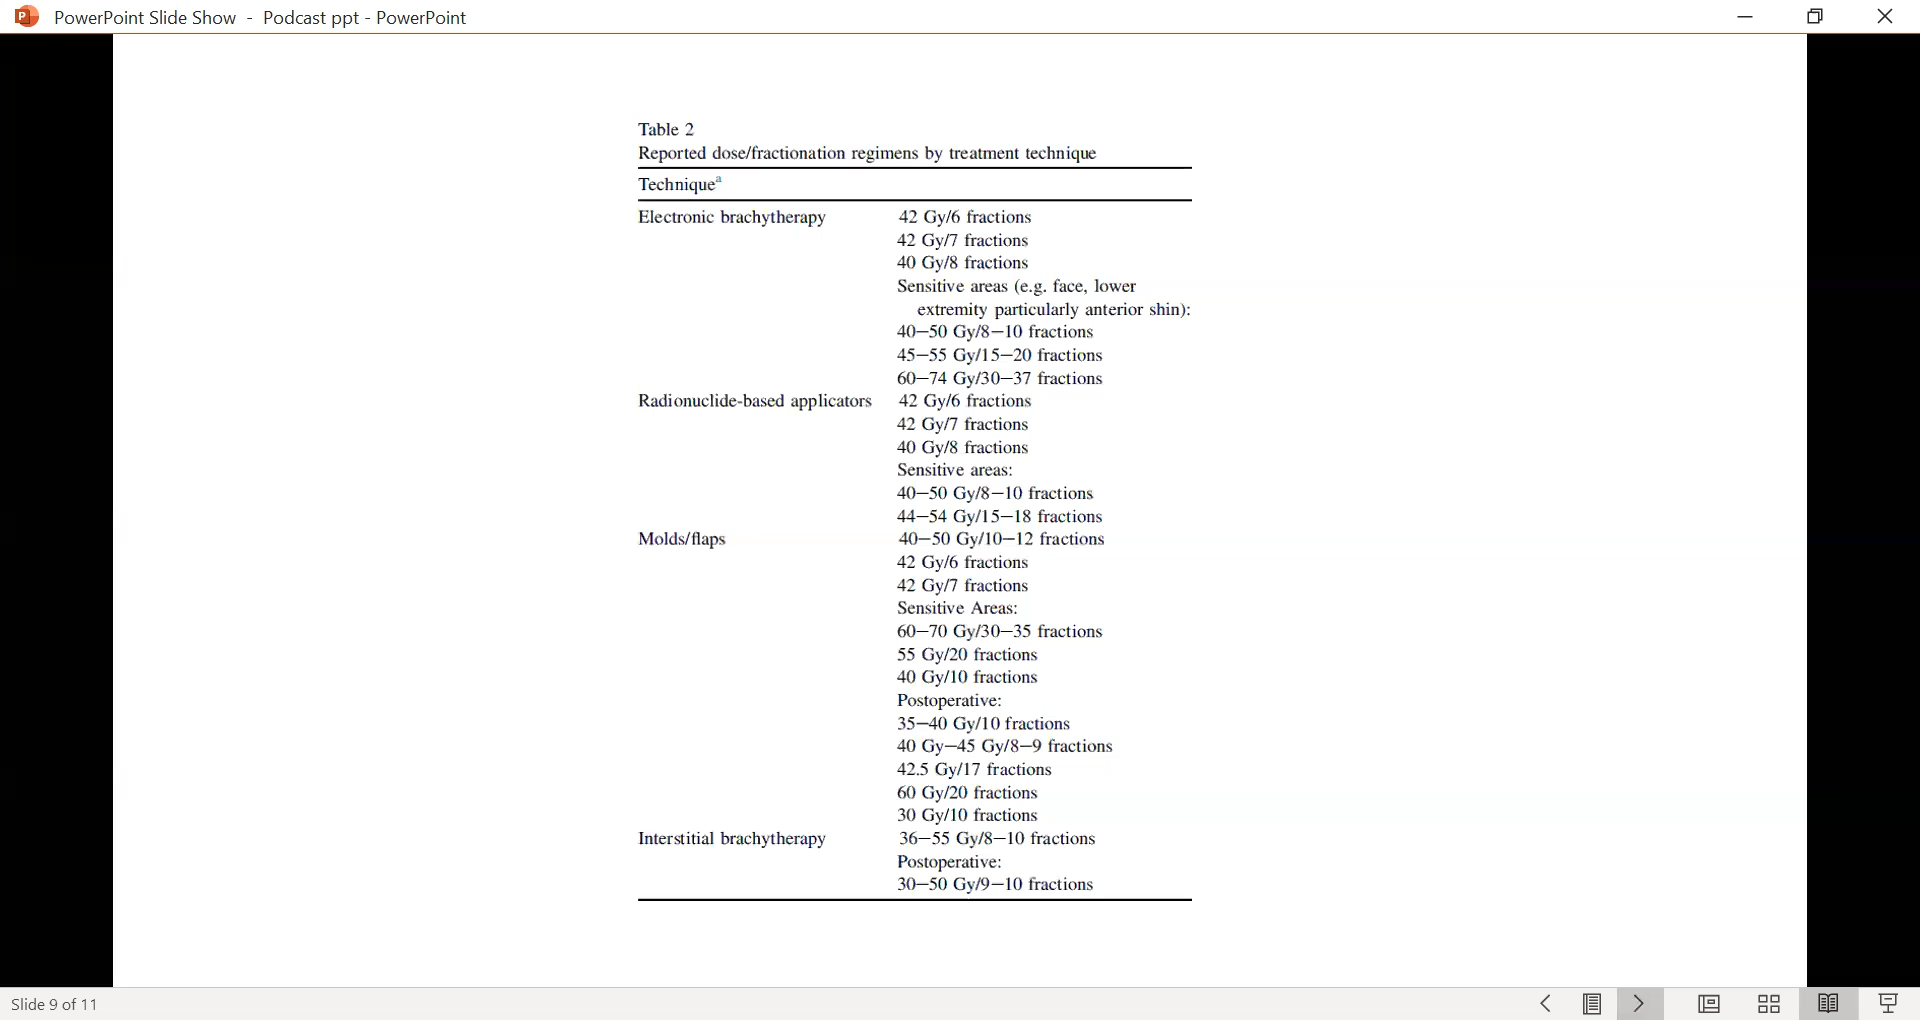 PowerPoint Slide Show - Podcast ppt - PowerPoint
Table 2
Reported dose/fractionation regimens by treatment technique
Techniqueª
Electronic brachytherapy 42 Gy/6 fractions
42 Gy/7 fractions
40 Gy/8 fractions
Sensitive areas (e.g. face, lower
extremity particularly anterior shin):
40–50 Gy/8–10 fractions
45–55 Gy/15–20 fractions
60–74 Gy/30–37 fractions
Radionuclide-based applicators 42 Gy/6 fractions
42 Gy/7 fractions
40 Gy/8 fractions
Sensitive areas:
40–50 Gy/8–10 fractions
44–54 Gy/15–18 fractions
Molds/flaps 40–50 Gy/10–12 fractions
42 Gy/6 fractions
42 Gy/7 fractions
Sensitive Areas:
60–70 Gy/30–35 fractions
55 Gy/20 fractions
40 Gy/10 fractions
Postoperative:
35–40 Gy/10 fractions
40 Gy–45 Gy/8–9 fractions
42.5 Gy/17 fractions
60 Gy/20 fractions
30 Gy/10 fractions
Interstitial brachytherapy 36–55 Gy/8–10 fractions
Postoperative:
30–50 Gy/9–10 fractions
Slide 9 of 11